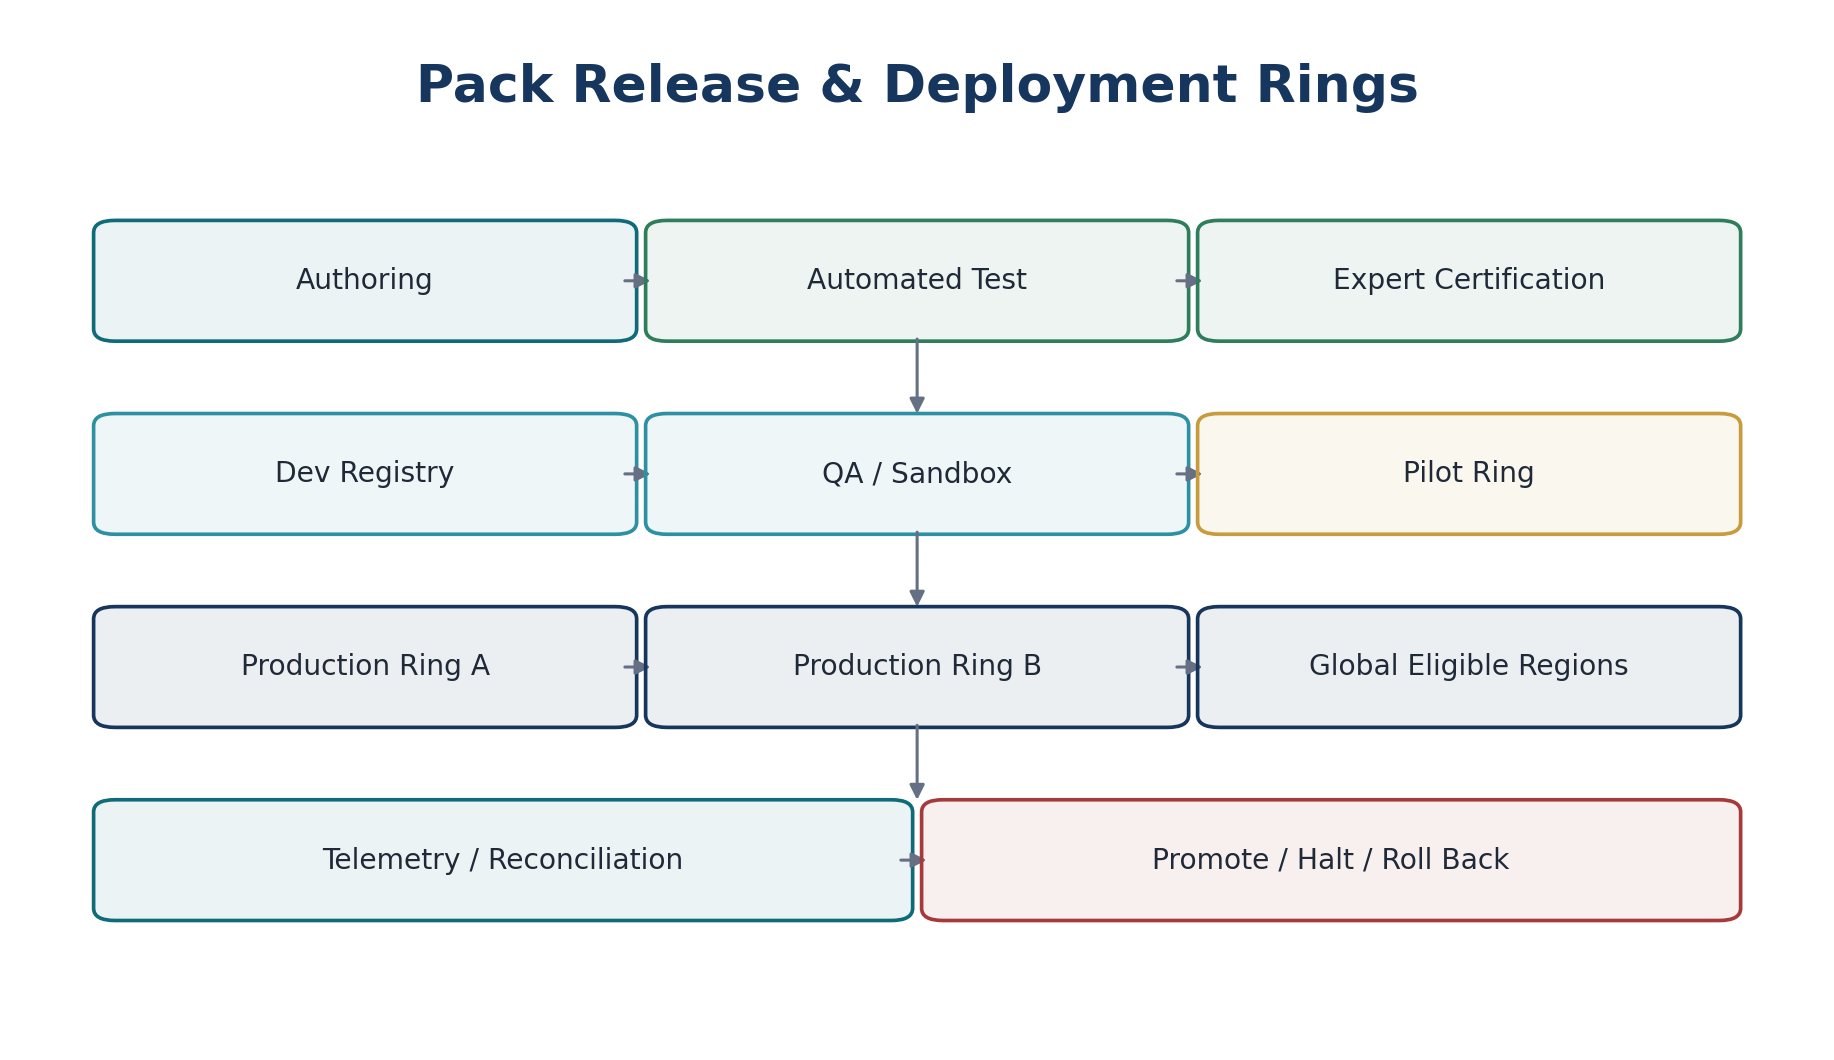 Pack Release & Deployment Rings
Authoring
Automated Test
Expert Certification
Dev Registry
QA / Sandbox
Pilot Ring
Production Ring A
Production Ring B
Global Eligible Regions
Telemetry / Reconciliation
Promote / Halt / Roll Back